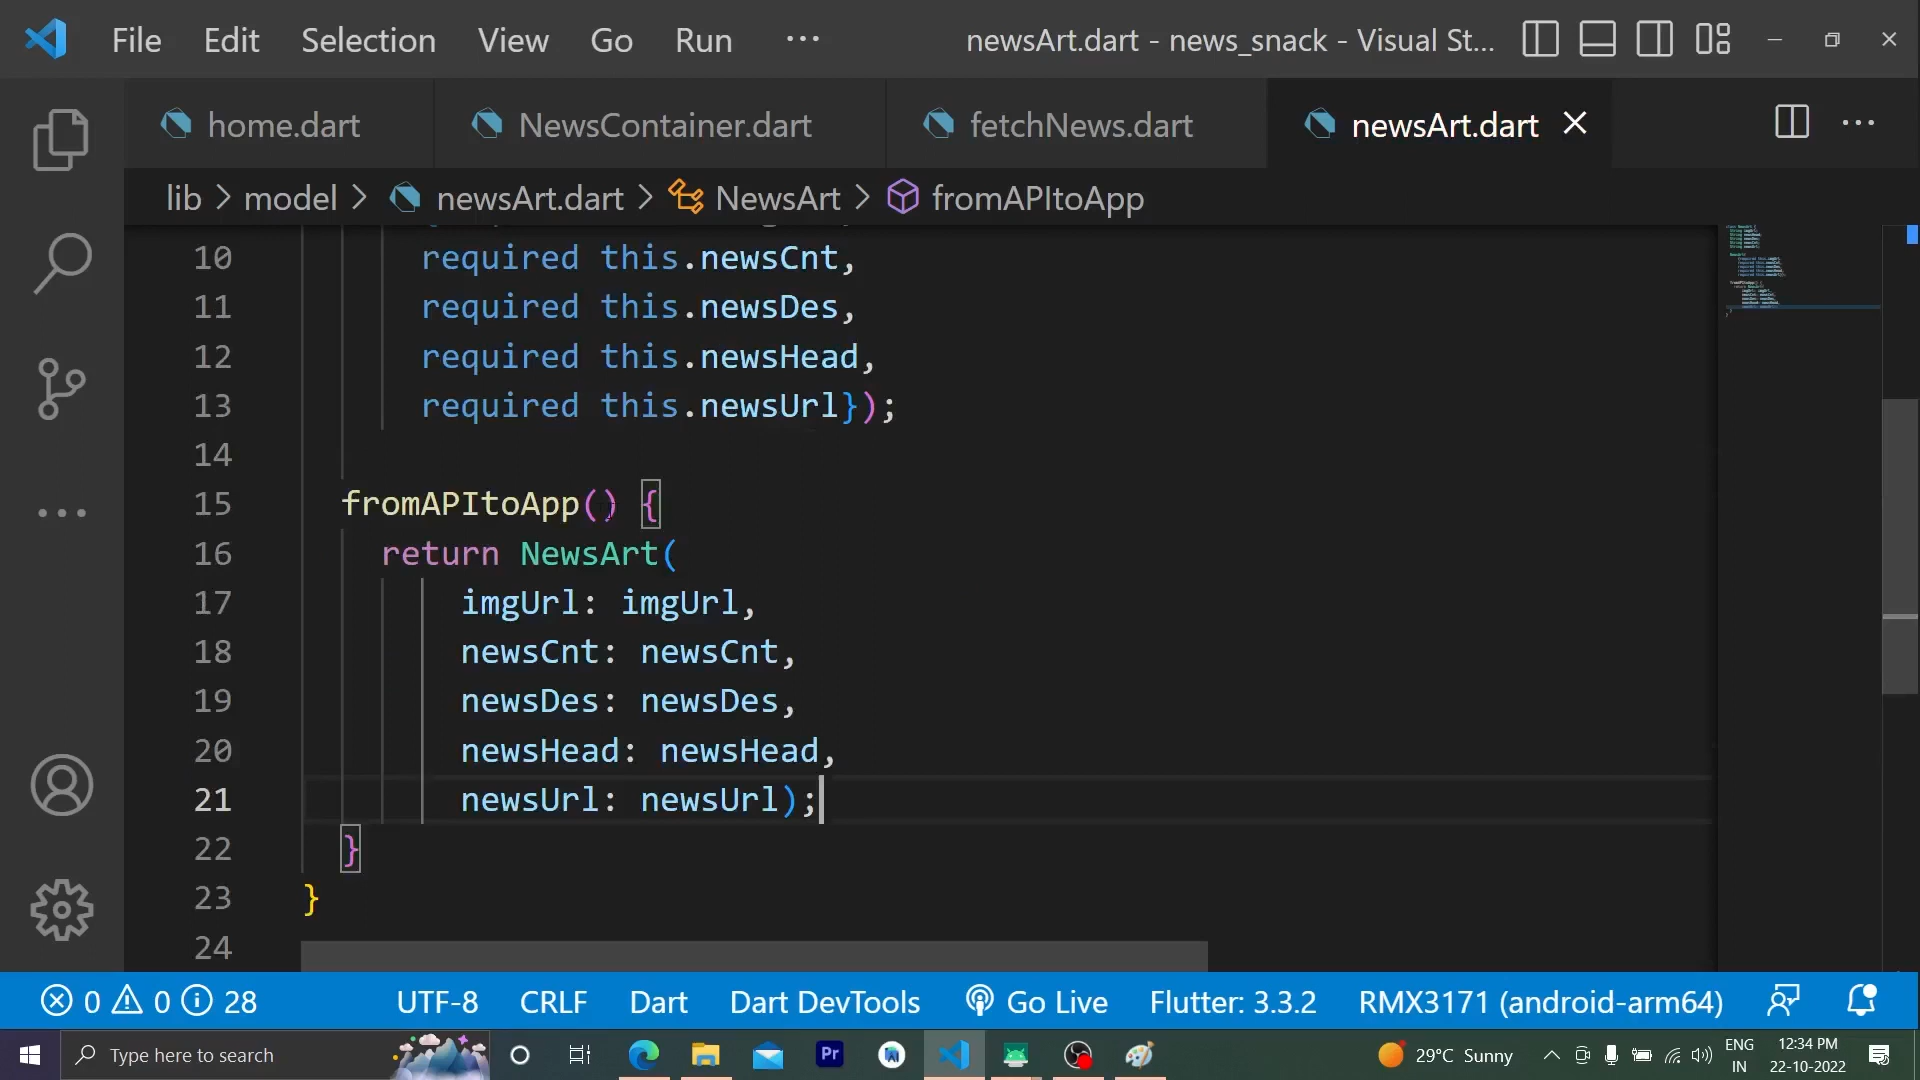 File Edit Selection View Go Run ··· newsArt.dart - news_snack - Visual St...
home.dart NewsContainer.dart fetchNews.dart newsArt.dart
lib > model > newsArt.dart > NewsArt > fromAPItoApp
10 required this.newsCnt,
11 required this.newsDes,
12 required this.newsHead,
13 required this.newsUrl});
14
15 fromAPItoApp() {
16 return NewsArt(
17 imgUrl: imgUrl,
18 newsCnt: newsCnt,
19 newsDes: newsDes,
20 newsHead: newsHead,
21 newsUrl: newsUrl);
22 }
23 }
24
0 0 28 UTF-8 CRLF Dart Dart DevTools Go Live Flutter: 3.3.2 RMX3171 (android-arm64)
Type here to search Pr 29°C Sunny ENG IN 12:34 PM 22-10-2022